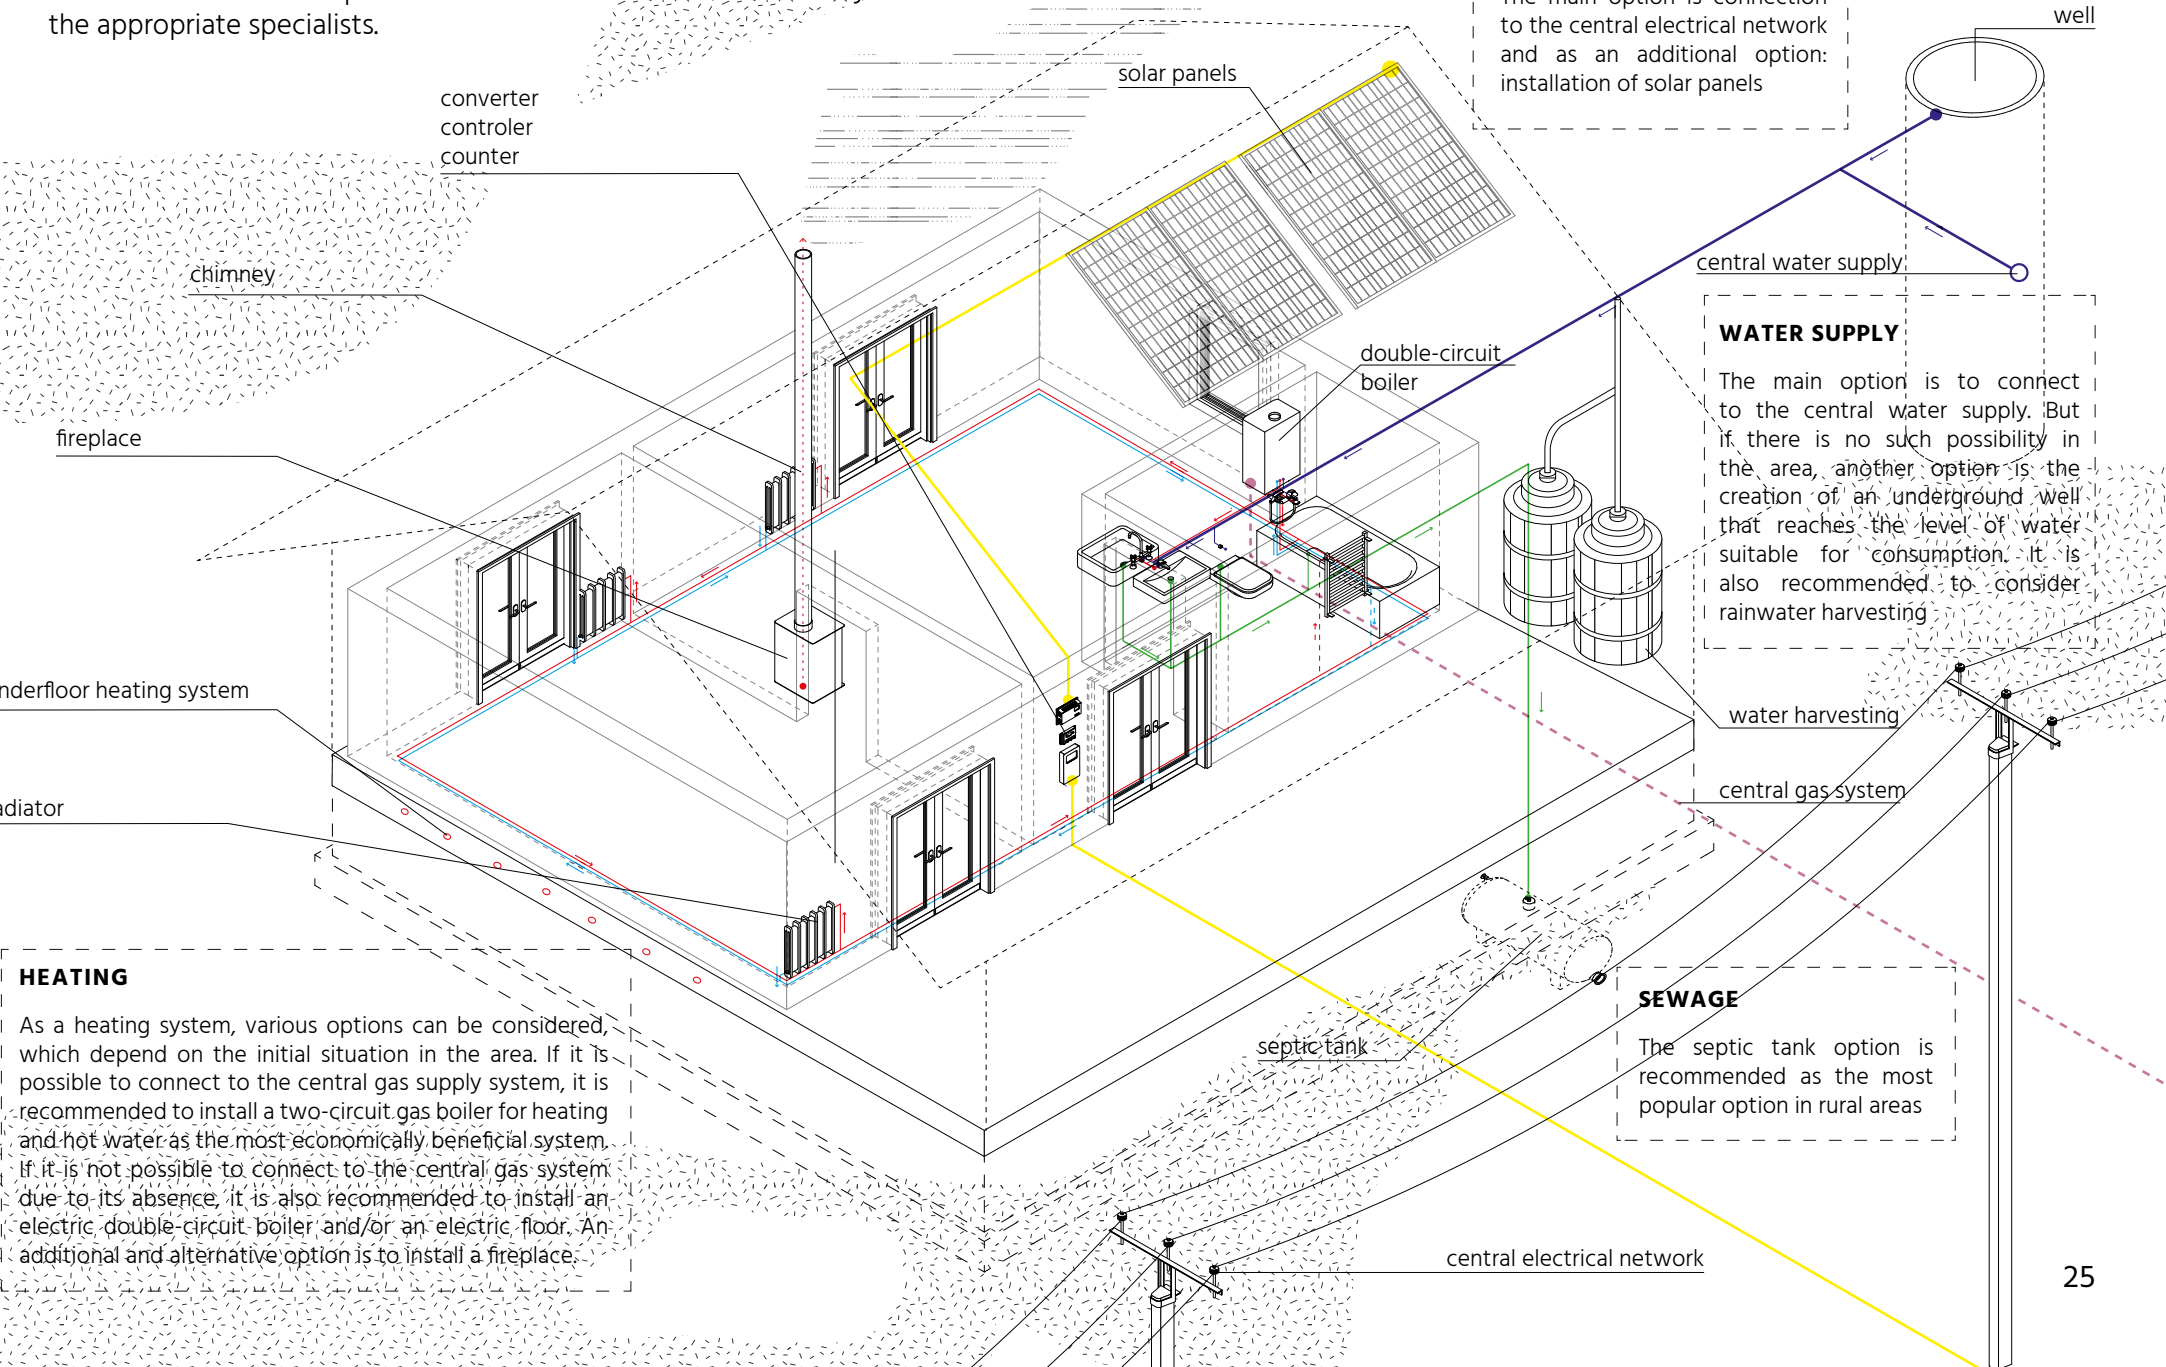 the appropriate specialists.
to the central electrical network
and as an additional option:
installation of solar panels
well
solar panels
converter
controler
counter
chimney
central water supply
WATER SUPPLY
The main option is to connect
to the central water supply. But
if there is no such possibility in
the area, another option is the
creation of an underground well
that reaches the level of water
suitable for consumption. It is
also recommended to consider
rainwater harvesting
double-circuit
boiler
fireplace
nderfloor heating system
water harvesting
central gas system
adiator
HEATING
As a heating system, various options can be considered,
which depend on the initial situation in the area. If it is
possible to connect to the central gas supply system, it is
recommended to install a two-circuit gas boiler for heating
and hot water as the most economically beneficial system.
If it is not possible to connect to the central gas system
due to its absence, it is also recommended to install an
electric double-circuit boiler and/or an electric floor. An
additional and alternative option is to install a fireplace.
SEWAGE
The septic tank option is
recommended as the most
popular option in rural areas
septic tank
central electrical network
25